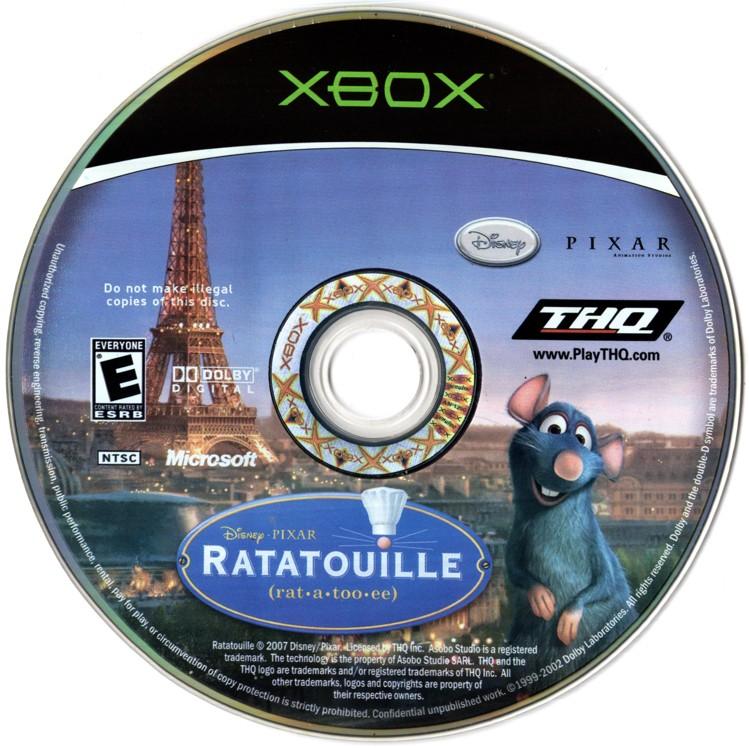 XBOX
Disney
PIXAR
ANIMATION STUDIOS
Do not make illegal
copies of this disc.
THQ®
www.PlayTHQ.com
EVERYONE
E
CONTENT RATED BY
ESRB
DOLBY
DIGITAL
NTSC
Microsoft
XBOX
Disney · PIXAR
RATATOUILLE
(rat•a•too•ee)
Ratatouille © 2007 Disney/Pixar. Licensed by THQ Inc. Asobo Studio is a registered
trademark. The technology is the property of Asobo Studio SARL. THQ and the
THQ logo are trademarks and/or registered trademarks of THQ Inc. All
other trademarks, logos and copyrights are property of
their respective owners.
Unauthorized copying, reverse engineering, transmission, public performance, rental, pay for play, or circumvention of copy protection is strictly prohibited. Confidential unpublished work. ©1999-2002 Dolby Laboratories. All rights reserved. Dolby and the double-D symbol are trademarks of Dolby Laboratories.